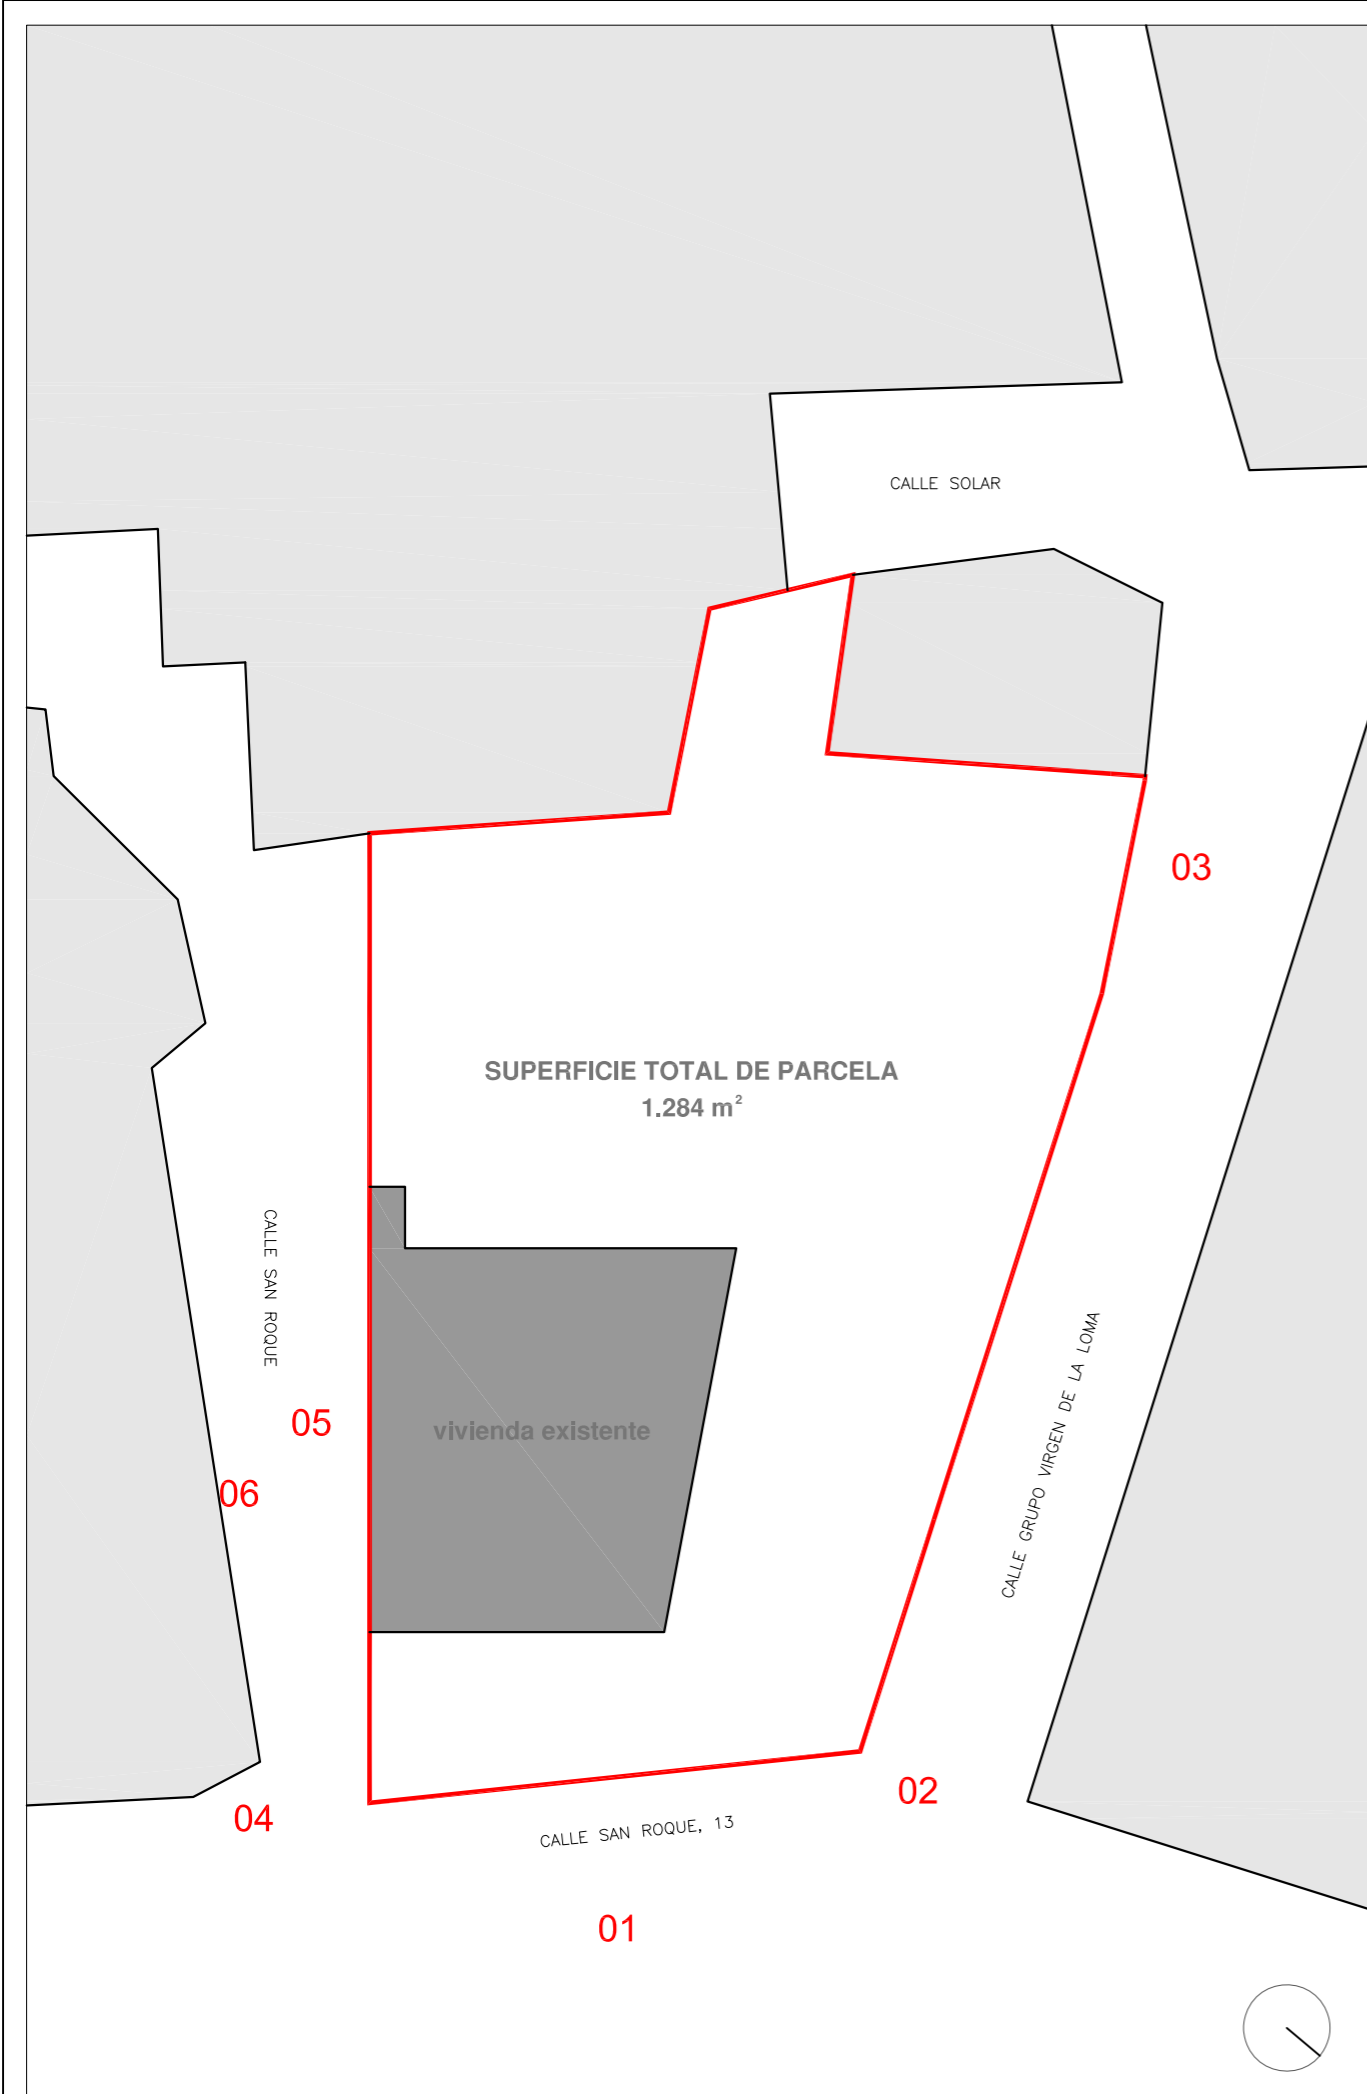 CALLE SOLAR
03
SUPERFICIE TOTAL DE PARCELA
1.284 m²
CALLE SAN ROQUE
CALLE GRUPO VIRGEN DE LA LOMA
05
vivienda existente
06
02
04
CALLE SAN ROQUE, 13
01